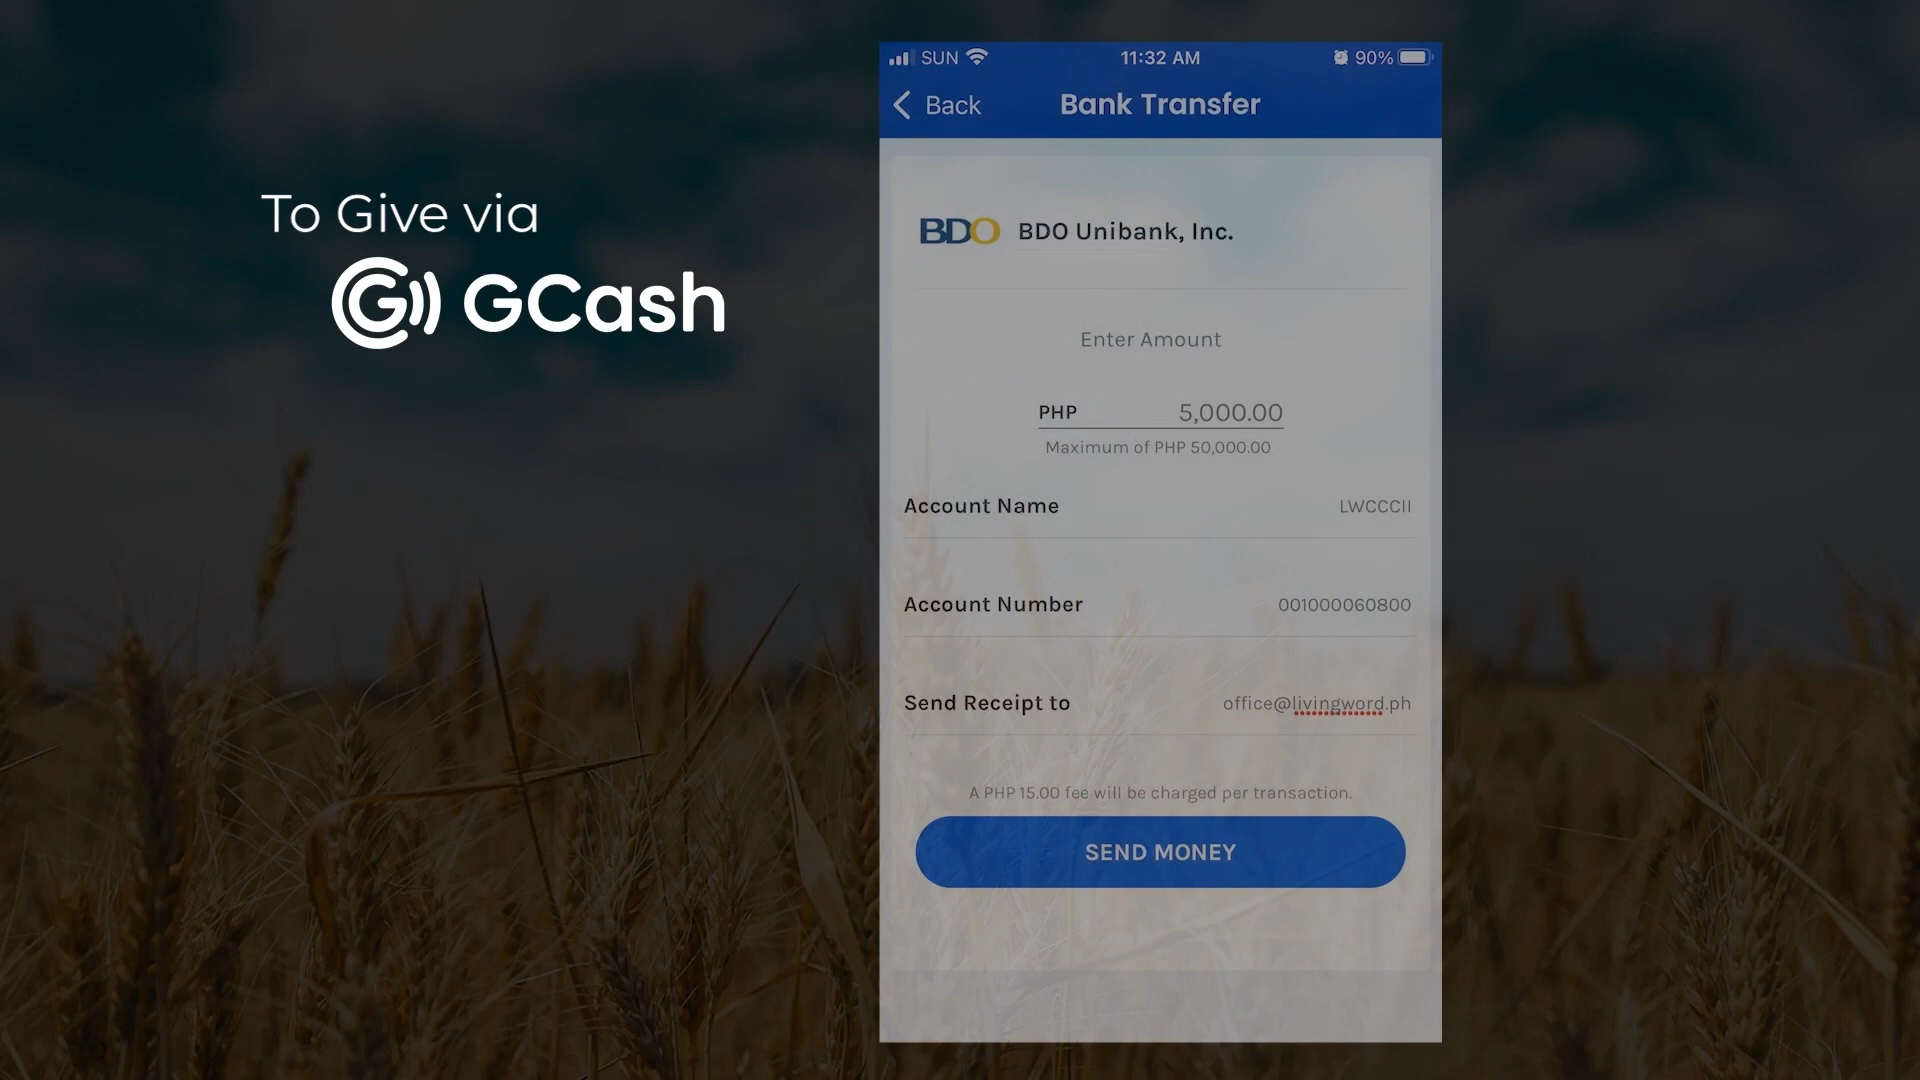 To Give via
GCash
SUN 11:32 AM 90%
Back Bank Transfer
BDO BDO Unibank, Inc.
Enter Amount
PHP 5,000.00
Maximum of PHP 50,000.00
Account Name LWCCCII
Account Number 001000060800
Send Receipt to office@livingword.ph
A PHP 15.00 fee will be charged per transaction.
SEND MONEY